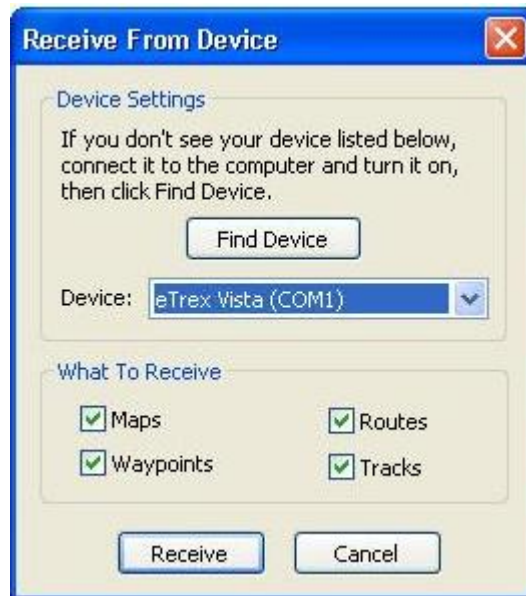 Receive From Device
Device Settings
If you don't see your device listed below,
connect it to the computer and turn it on,
then click Find Device.
Find Device
Device: eTrex Vista (COM1)
What To Receive
Maps Routes
Waypoints Tracks
Receive Cancel